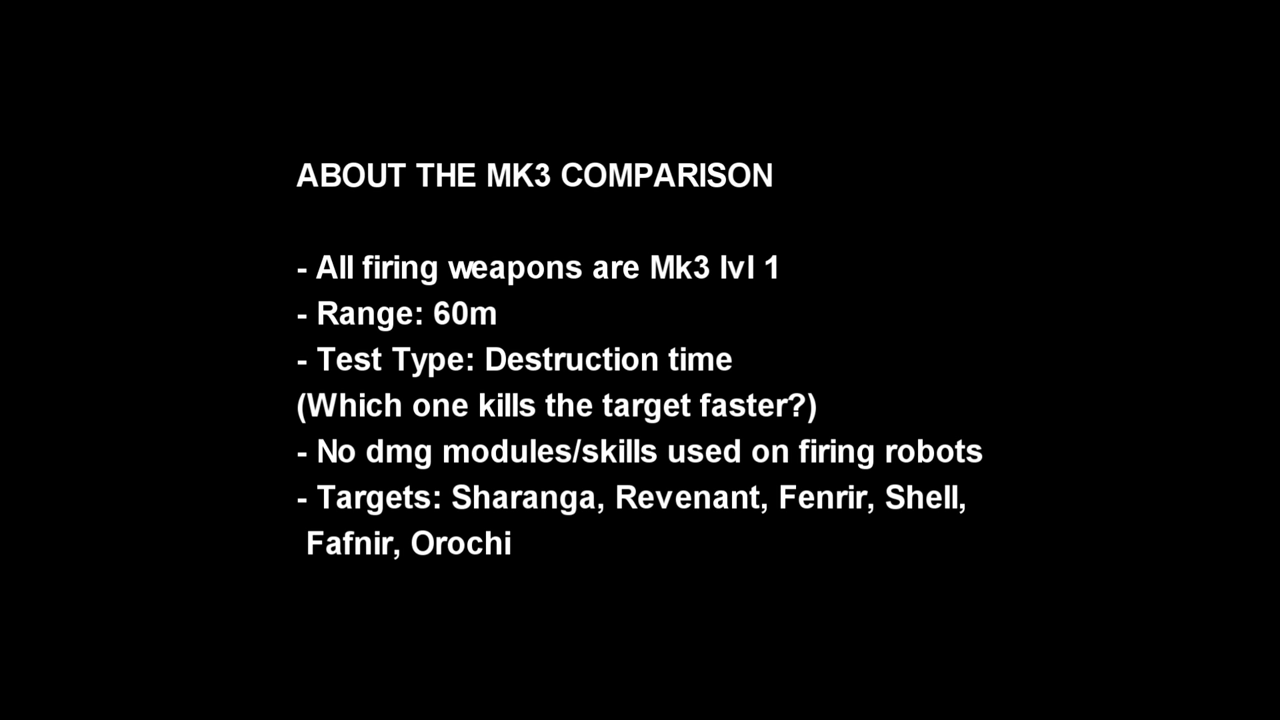 ABOUT THE MK3 COMPARISON
- All firing weapons are Mk3 lvl 1
- Range: 60m
- Test Type: Destruction time
(Which one kills the target faster?)
- No dmg modules/skills used on firing robots
- Targets: Sharanga, Revenant, Fenrir, Shell,
Fafnir, Orochi